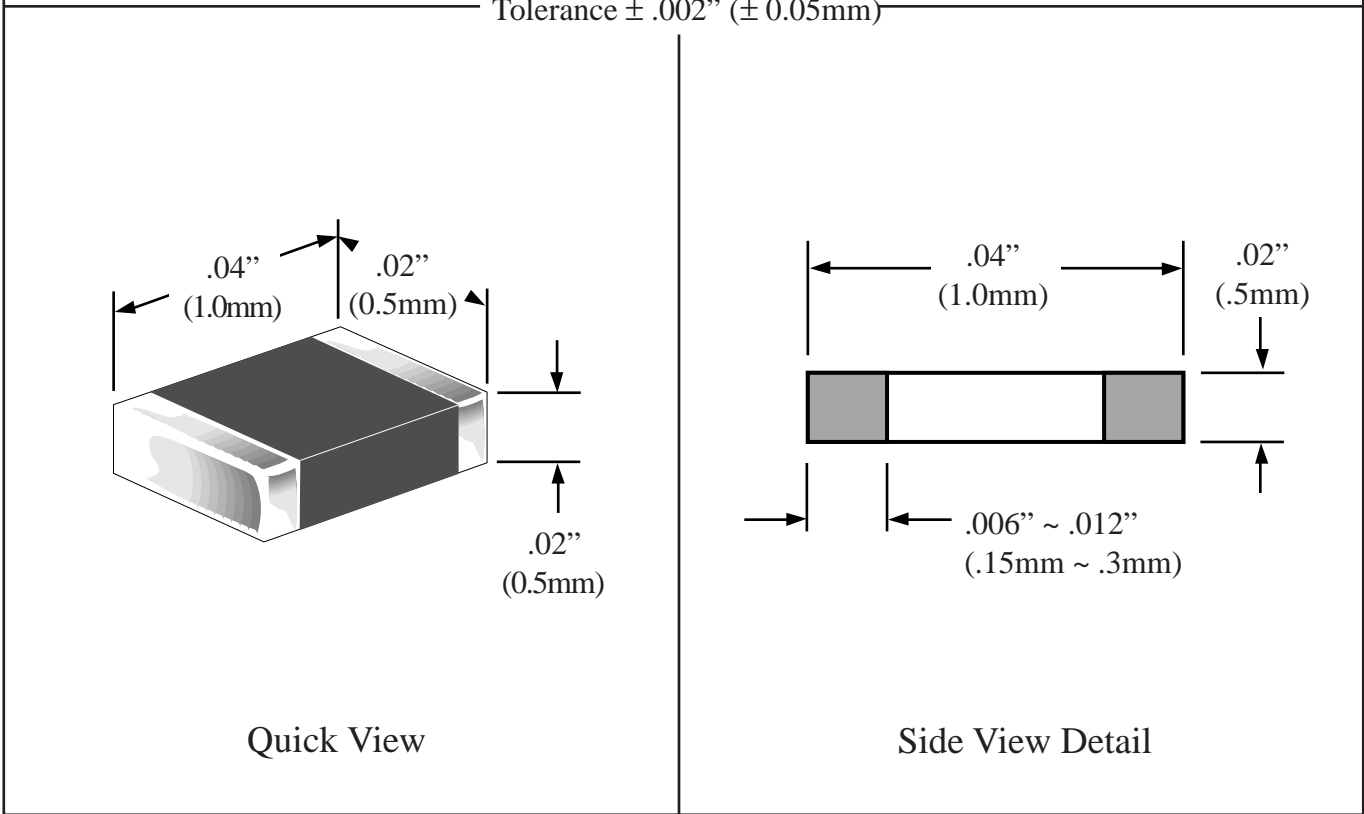 Tolerance ± .002” (± 0.05mm)
.04”
(1.0mm)
.02”
(0.5mm)
.02”
(0.5mm)
Quick View
.04”
(1.0mm)
.02”
(.5mm)
.006” ~ .012”
(.15mm ~ .3mm)
Side View Detail